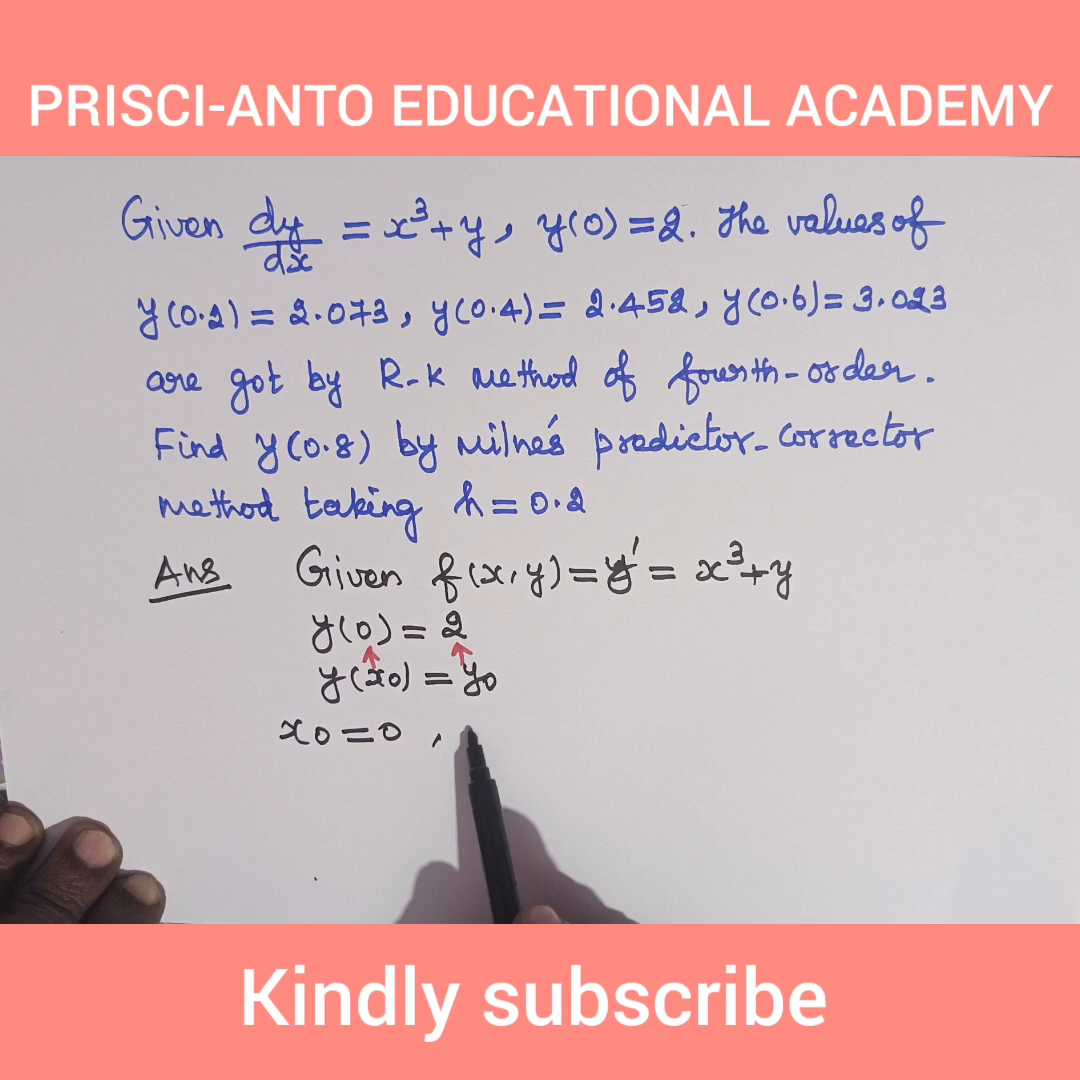 PRISCI-ANTO EDUCATIONAL ACADEMY
Given dy/dx = x³+y, y(0)=2. The values of
y(0.2) = 2.073, y(0.4) = 2.452, y(0.6) = 3.023
are got by R-K method of fourth-order.
Find y(0.8) by Milne's predictor-corrector
method taking h = 0.2
Ans Given f(x,y) = y' = x³+y
y(0) = 2
y(x0) = y0
x0 = 0 ,
Kindly subscribe